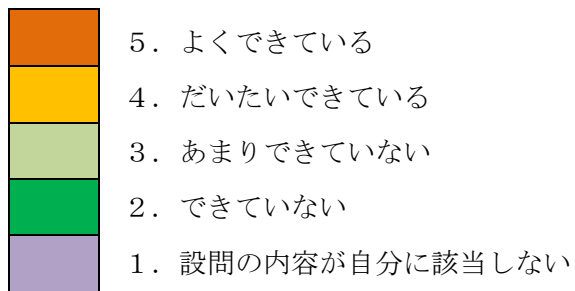 ５．よくできている
４．だいたいできている
３．あまりできていない
２．できていない
１．設問の内容が自分に該当しない